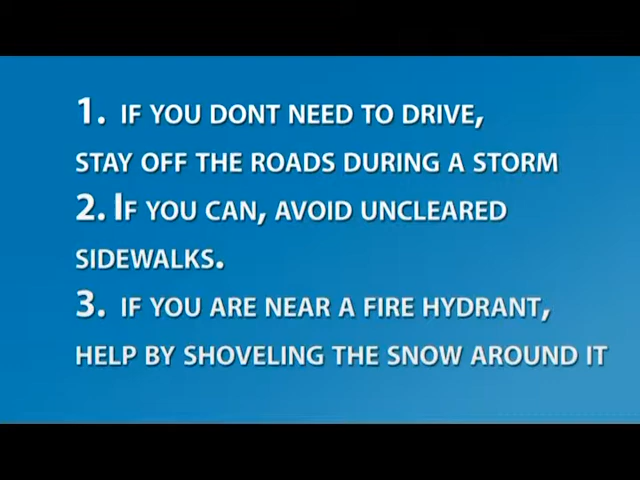 1. IF YOU DONT NEED TO DRIVE,
STAY OFF THE ROADS DURING A STORM
2. IF YOU CAN, AVOID UNCLEARED
SIDEWALKS.
3. IF YOU ARE NEAR A FIRE HYDRANT,
HELP BY SHOVELING THE SNOW AROUND IT